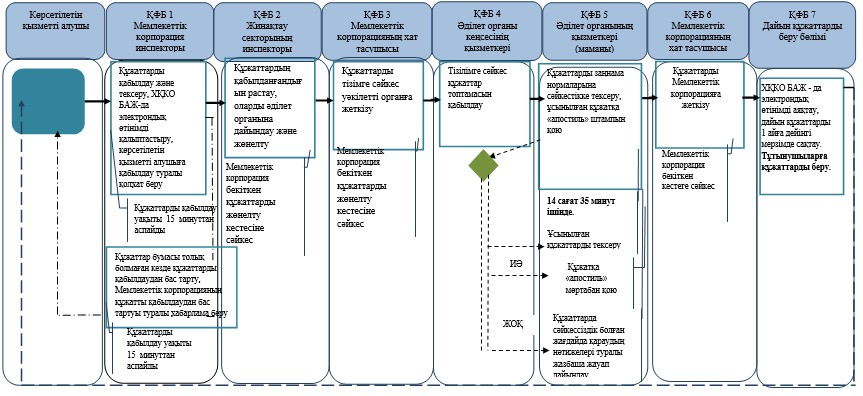 Көрсетілетін
қызметті алушы
ҚФБ 1
Мемлекеттік
корпорация
инспекторы
ҚФБ 2
Жинақтау
секторының
инспекторы
ҚФБ 3
Мемлекеттік
корпорацияның хат
тасушысы
ҚФБ 4
Әділет органы
кеңсесінің
қызметкері
ҚФБ 5
Әділет органының
қызметкері
(маманы)
ҚФБ 6
Мемлекеттік
корпорацияның
хат тасушысы
ҚФБ 7
Дайын құжаттарды
беру бөлімі
Құжаттарды
қабылдау және
тексеру, ХҚКО
БАЖ-да
электрондық
өтінімді
қалыптастыру,
көрсетілетін
қызметті алушыға
қабылдау туралы
қолхат беру
Құжаттарды қабылдау
уақыты 15 минуттан
аспайды
Құжаттар бумасы толық
болмаған кезде құжаттарды
қабылдаудан бас тарту,
Мемлекеттік корпорацияның
құжатты қабылдаудан бас
тартуы туралы хабарлама беру
Құжаттарды
қабылдау уақыты
15 минуттан
аспайды
Құжаттардың
қабылданғандығ
ын растау,
оларды әділет
органына
дайындау және
жөнелту
Мемлекеттік
корпорация
бекіткен
құжаттарды
жөнелту
кестесіне
сәйкес
Құжаттарды
тізімге сәйкес
уәкілетті органға
жеткізу
Мемлекеттік
корпорация
бекіткен
құжаттарды
жөнелту
кестесіне
сәйкес
Тізілімге сәйкес
құжаттар
топтамасын
қабылдау
ИӘ
ЖОҚ
Құжаттарды заңнама
нормаларына
сәйкестікке тексеру,
ұсынылған құжатқа
«апостиль» штампын
қою
14 сағат 35 минут
ішінде.
Ұсынылған
құжаттарды тексеру
Құжатқа
«апостиль»
мөртабан қою
Құжаттарда
сәйкессіздік болған
жағдайда қараудың
нәтижелері туралы
жазбаша жауап
дайындау
Құжаттарды
Мемлекеттік
корпорацияға
жеткізу
Мемлекеттік
корпорация
бекіткен
кестеге сәйкес
ХҚКО БАЖ - да
электрондық
өтінімді аяқтау,
дайын құжаттарды
1 айға дейінгі
мерзімде сақтау.
Тұтынушыларға
құжаттарды беру.